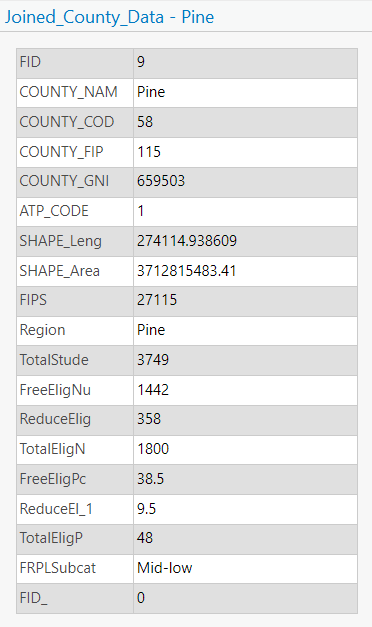 Joined_County_Data - Pine
FID 9
COUNTY_NAM Pine
COUNTY_COD 58
COUNTY_FIP 115
COUNTY_GNI 659503
ATP_CODE 1
SHAPE_Leng 274114.938609
SHAPE_Area 3712815483.41
FIPS 27115
Region Pine
TotalStude 3749
FreeEligNu 1442
ReduceElig 358
TotalEligN 1800
FreeEligPc 38.5
ReduceEl_1 9.5
TotalEligP 48
FRPLSubcat Mid-low
FID_ 0